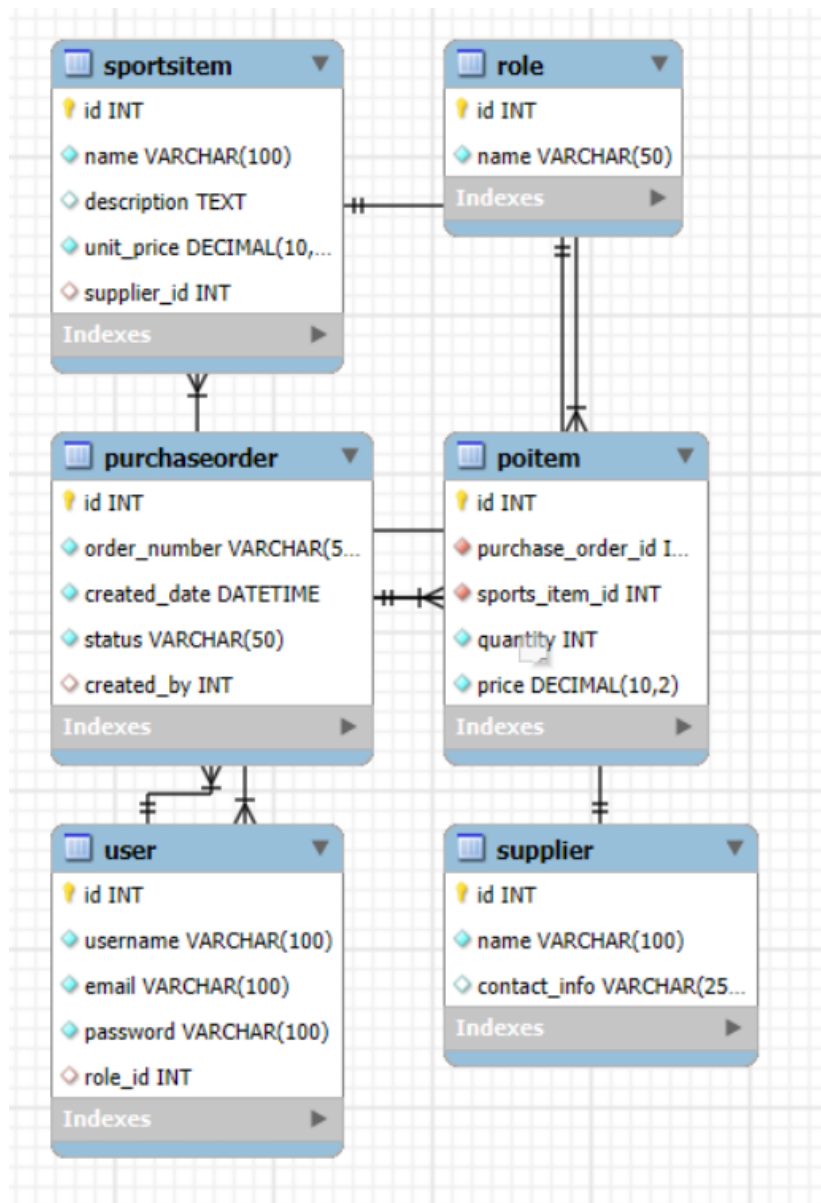 sportsitem
id INT
name VARCHAR(100)
description TEXT
unit_price DECIMAL(10,...
supplier_id INT
Indexes
role
id INT
name VARCHAR(50)
Indexes
purchaseorder
id INT
order_number VARCHAR(5...
created_date DATETIME
status VARCHAR(50)
created_by INT
Indexes
poitem
id INT
purchase_order_id I...
sports_item_id INT
quantity INT
price DECIMAL(10,2)
Indexes
user
id INT
username VARCHAR(100)
email VARCHAR(100)
password VARCHAR(100)
role_id INT
Indexes
supplier
id INT
name VARCHAR(100)
contact_info VARCHAR(25...
Indexes